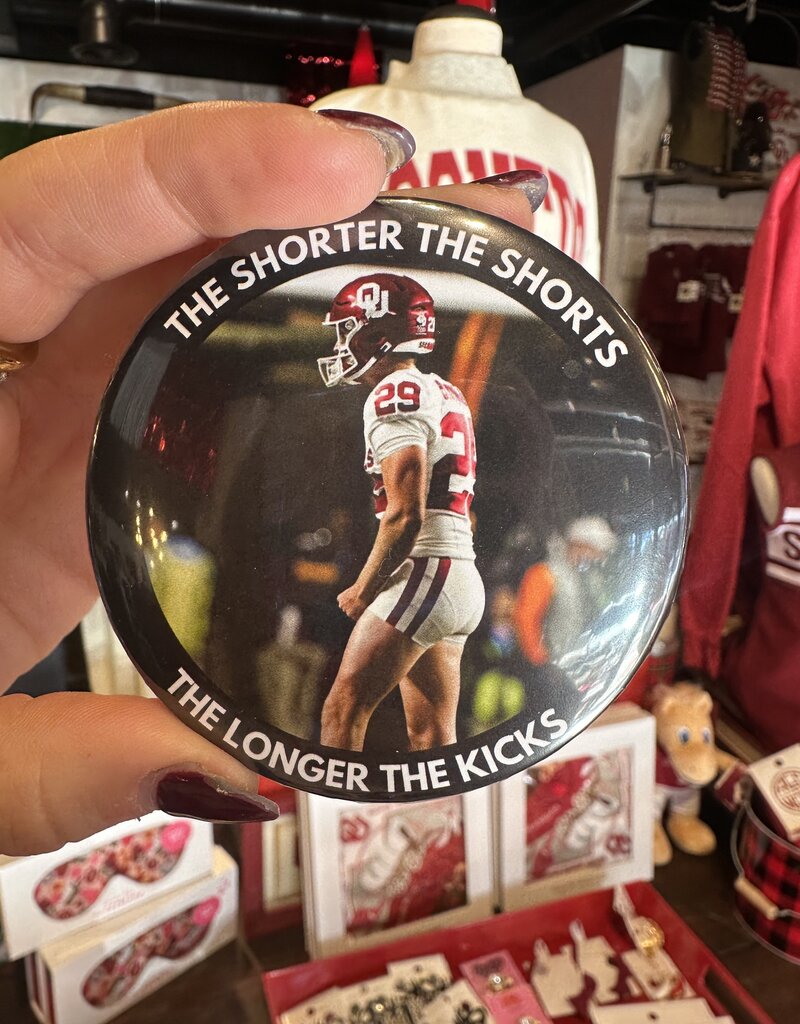 THE SHORTER THE SHORTS
OU
29
THE LONGER THE KICKS